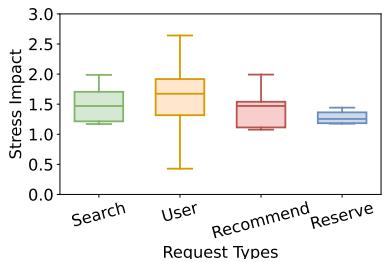 3.0
2.5
2.0
1.5
1.0
0.5
0.0
Stress Impact
Search
User
Recommend
Reserve
Request Types